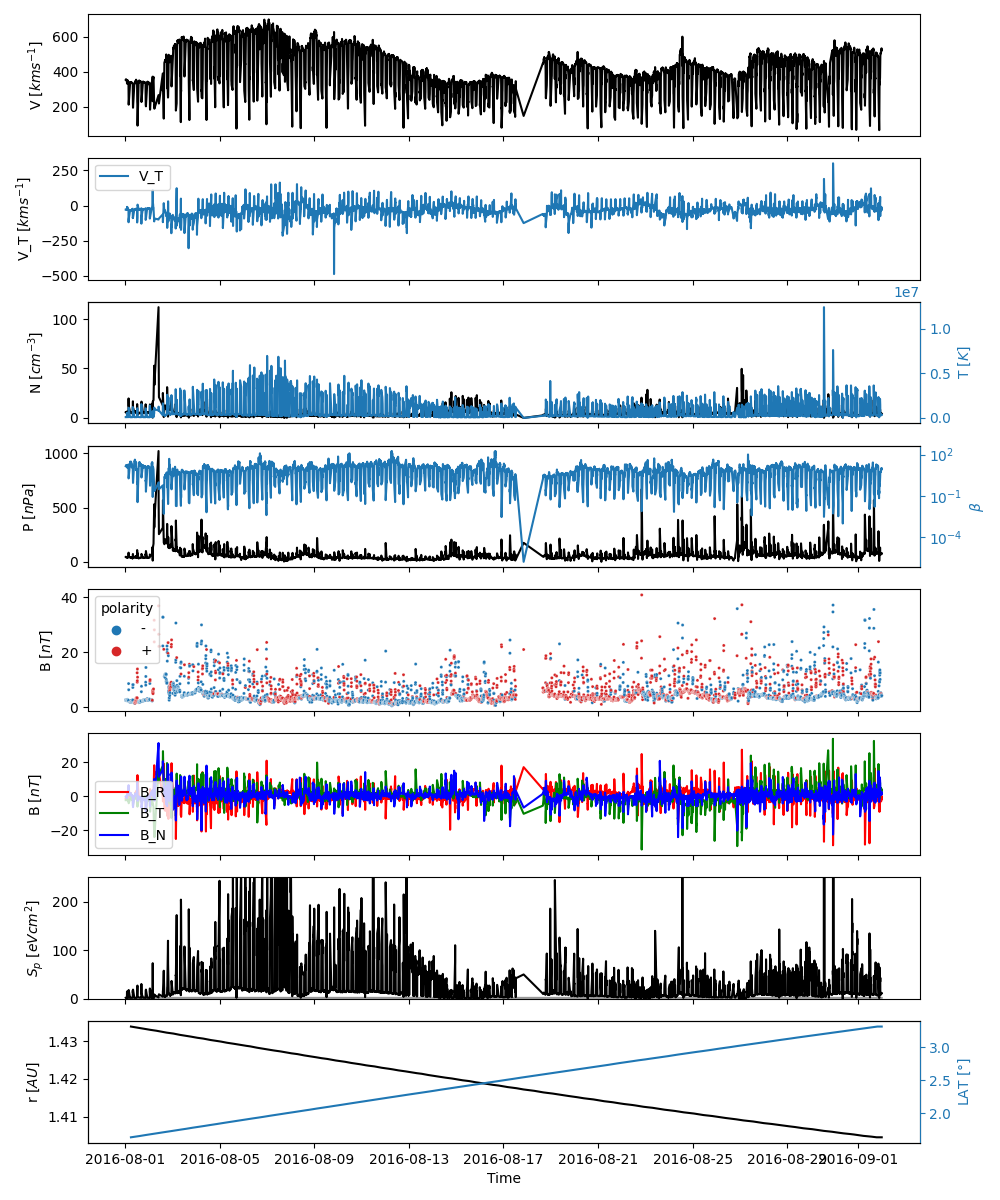 600
400
200
V [kms⁻¹]
250
0
−250
−500
V_T [kms⁻¹]
V_T
1e7
100
50
0
N [cm⁻³]
1.0
0.5
0.0
T [K]
1000
500
0
P [nPa]
10²
10⁻¹
10⁻⁴
β
40
20
0
B [nT]
polarity
-
+
20
0
−20
B [nT]
B_R
B_T
B_N
200
100
0
Sₚ [eVcm²]
1.43
1.42
1.41
r [AU]
3.0
2.5
2.0
LAT [°]
2016-08-01 2016-08-05 2016-08-09 2016-08-13 2016-08-17 2016-08-21 2016-08-25 2016-08-29 2016-09-01
Time